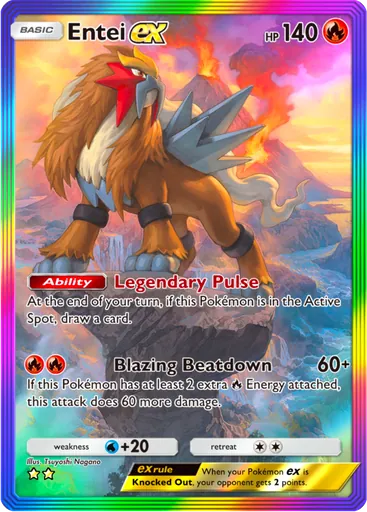 BASIC Entei ex HP 140
Ability Legendary Pulse
At the end of your turn, if this Pokémon is in the Active
Spot, draw a card.
Blazing Beatdown 60+
If this Pokémon has at least 2 extra Energy attached,
this attack does 60 more damage.
weakness +20 retreat
Illus. Tsuyoshi Nagano
ex rule When your Pokémon ex is
Knocked Out, your opponent gets 2 points.